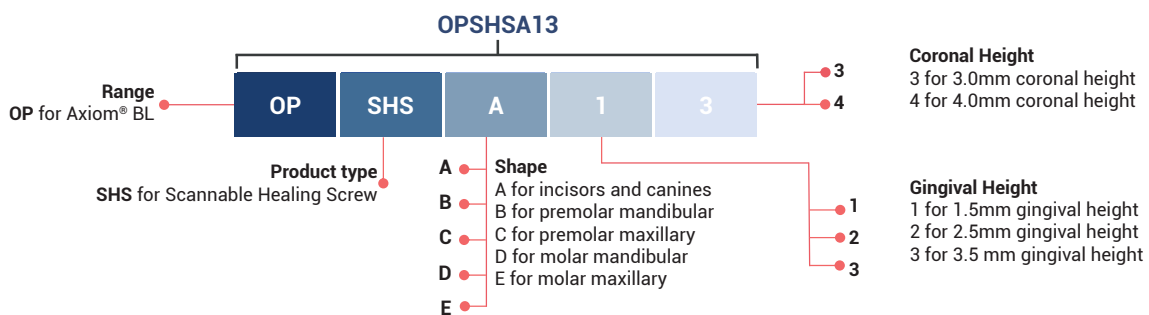 OPSHSA13
Range
OP for Axiom® BL
OP SHS A 1 3
Product type
SHS for Scannable Healing Screw
A
B
C
D
E
Shape
A for incisors and canines
B for premolar mandibular
C for premolar maxillary
D for molar mandibular
E for molar maxillary
3
4
Coronal Height
3 for 3.0mm coronal height
4 for 4.0mm coronal height
1
2
3
Gingival Height
1 for 1.5mm gingival height
2 for 2.5mm gingival height
3 for 3.5 mm gingival height